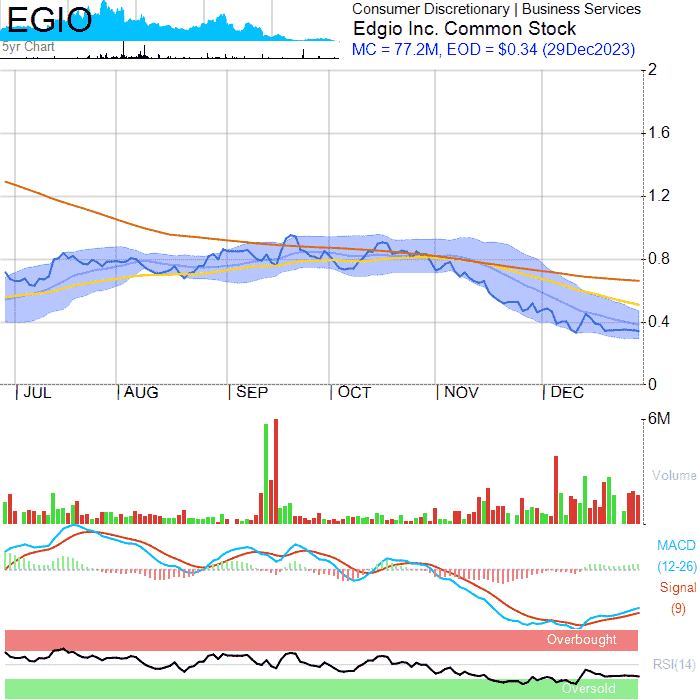 EGIO
5yr Chart
Consumer Discretionary | Business Services
Edgio Inc. Common Stock
MC = 77.2M, EOD = $0.34 (29Dec2023)
2
1.6
1.2
0.8
0.4
0
JUL AUG SEP OCT NOV DEC
6M
Volume
MACD
(12-26)
Signal
(9)
Overbought
RSI(14)
Oversold